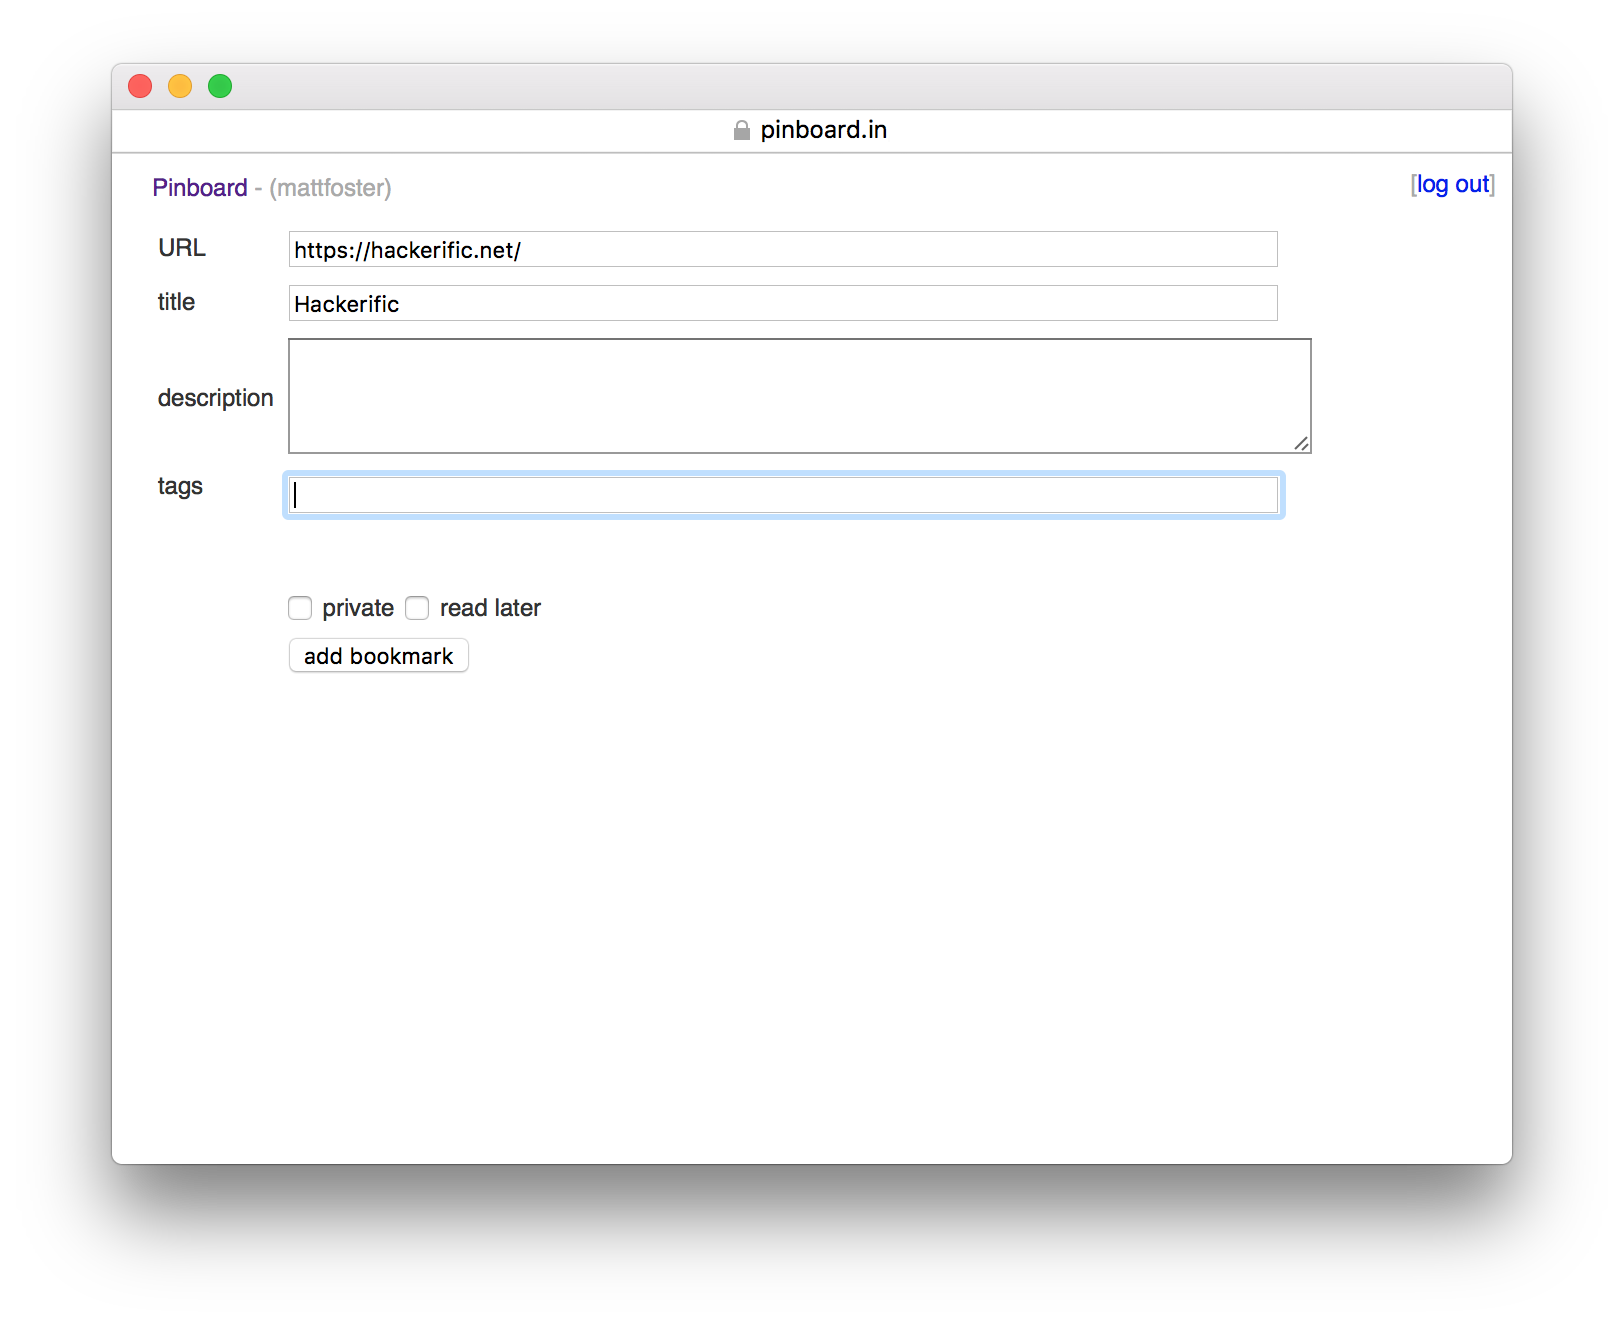 pinboard.in
Pinboard - (mattfoster) [log out]
URL https://hackerific.net/
title Hackerific
description
tags
private read later
add bookmark